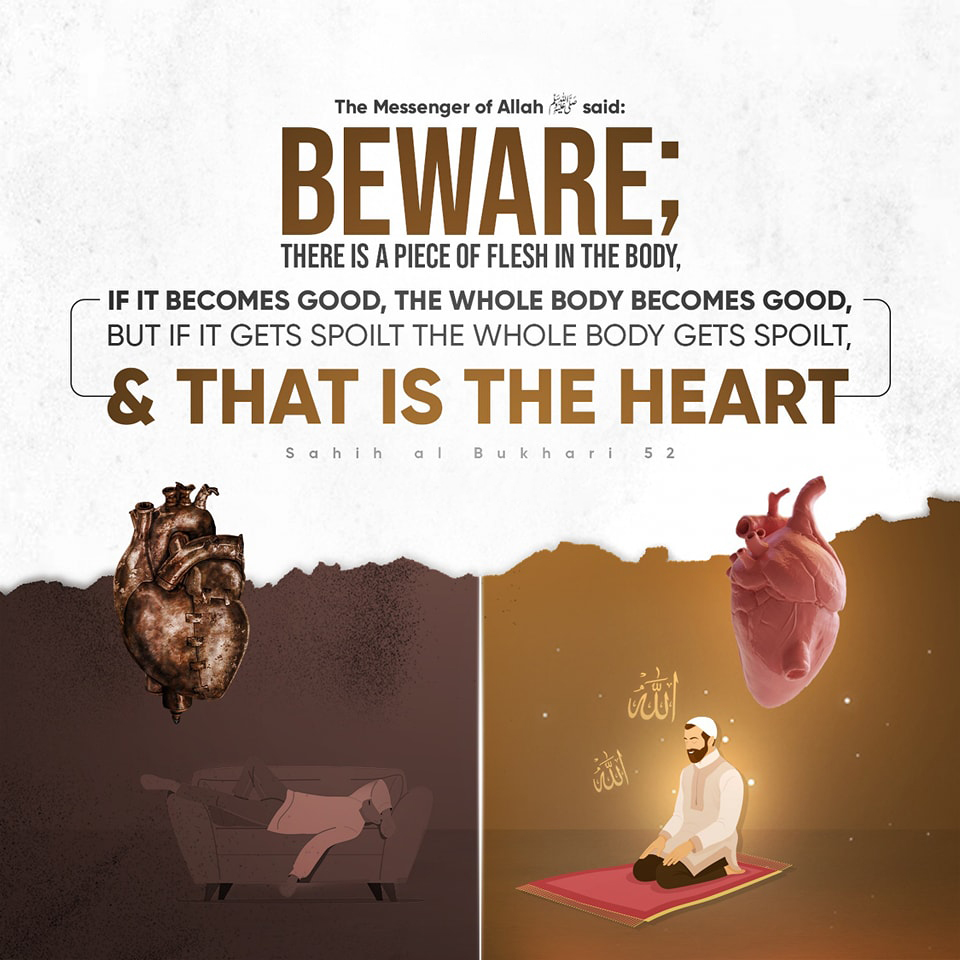 The Messenger of Allah ﷺ said:
BEWARE;
THERE IS A PIECE OF FLESH IN THE BODY,
IF IT BECOMES GOOD, THE WHOLE BODY BECOMES GOOD,
BUT IF IT GETS SPOILT THE WHOLE BODY GETS SPOILT,
& THAT IS THE HEART
Sahih al Bukhari 52
الله
الله